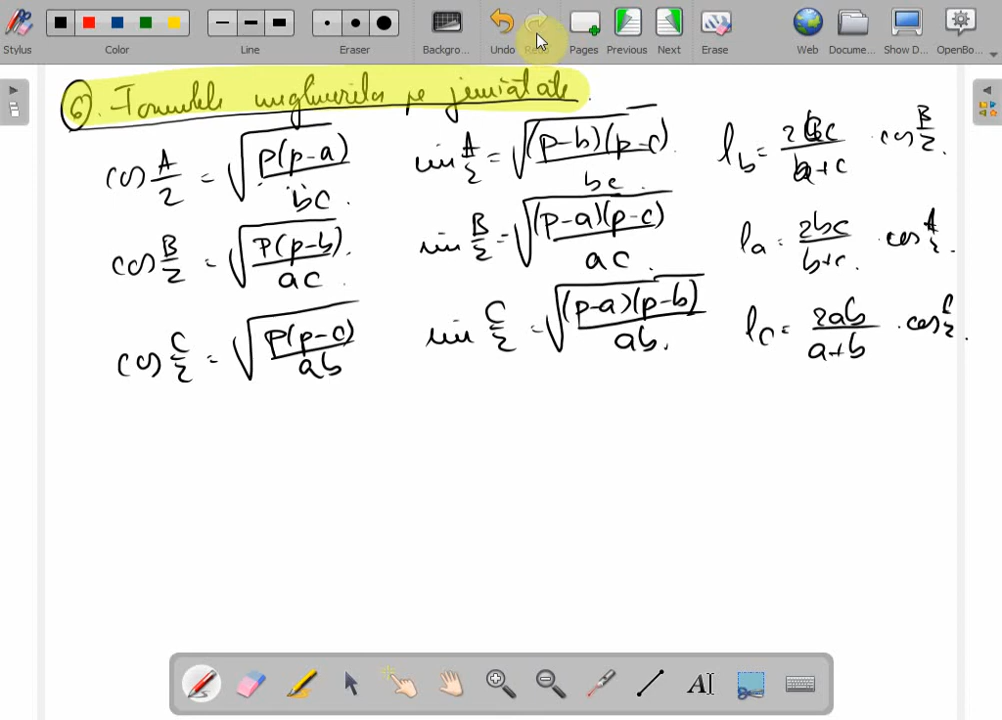 Stylus Color Line Eraser Backgro... Undo Redo Pages Previous Next Erase Web Docume... Show D... OpenBo...
6. Formulele unghiurilor pe jumătate.
cos A/2 = √(p(p-a)/bc). sin A/2 = √((p-b)(p-c)/bc). l_b = 2ac/a+c · cos B/2.
cos B/2 = √(p(p-b)/ac). sin B/2 = √((p-a)(p-c)/ac). l_a = 2bc/b+c · cos A/2.
cos C/2 = √(p(p-c)/ab) sin C/2 = √((p-a)(p-b)/ab). l_c = 2ab/a+b · cos C/2.